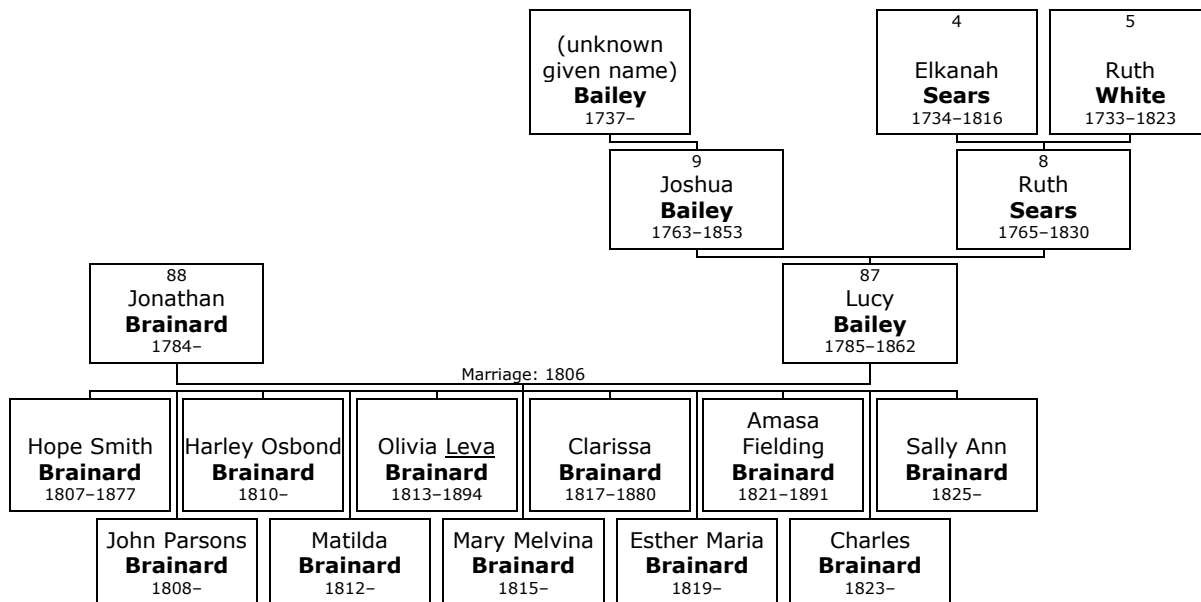 (unknown
given name)
Bailey
1737–
4
Elkanah
Sears
1734–1816
5
Ruth
White
1733–1823
9
Joshua
Bailey
1763–1853
8
Ruth
Sears
1765–1830
88
Jonathan
Brainard
1784–
87
Lucy
Bailey
1785–1862
Marriage: 1806
Hope Smith
Brainard
1807–1877
Harley Osbond
Brainard
1810–
Olivia Leva
Brainard
1813–1894
Clarissa
Brainard
1817–1880
Amasa
Fielding
Brainard
1821–1891
Sally Ann
Brainard
1825–
John Parsons
Brainard
1808–
Matilda
Brainard
1812–
Mary Melvina
Brainard
1815–
Esther Maria
Brainard
1819–
Charles
Brainard
1823–